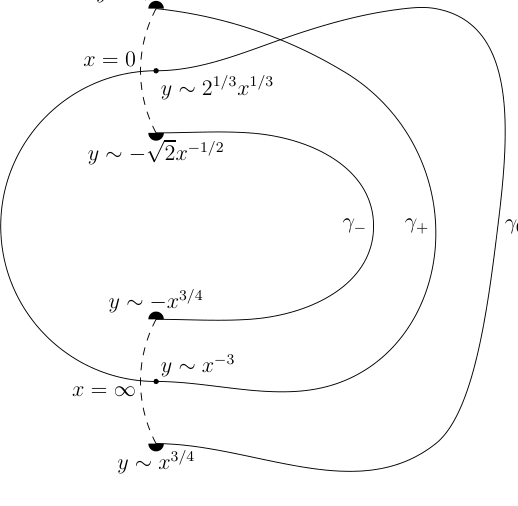 x = 0
y ∼ 2^{1/3}x^{1/3}
y ∼ −√2x^{−1/2}
γ₋ γ₊ γ
y ∼ −x^{3/4}
y ∼ x^{−3}
x = ∞
y ∼ x^{3/4}